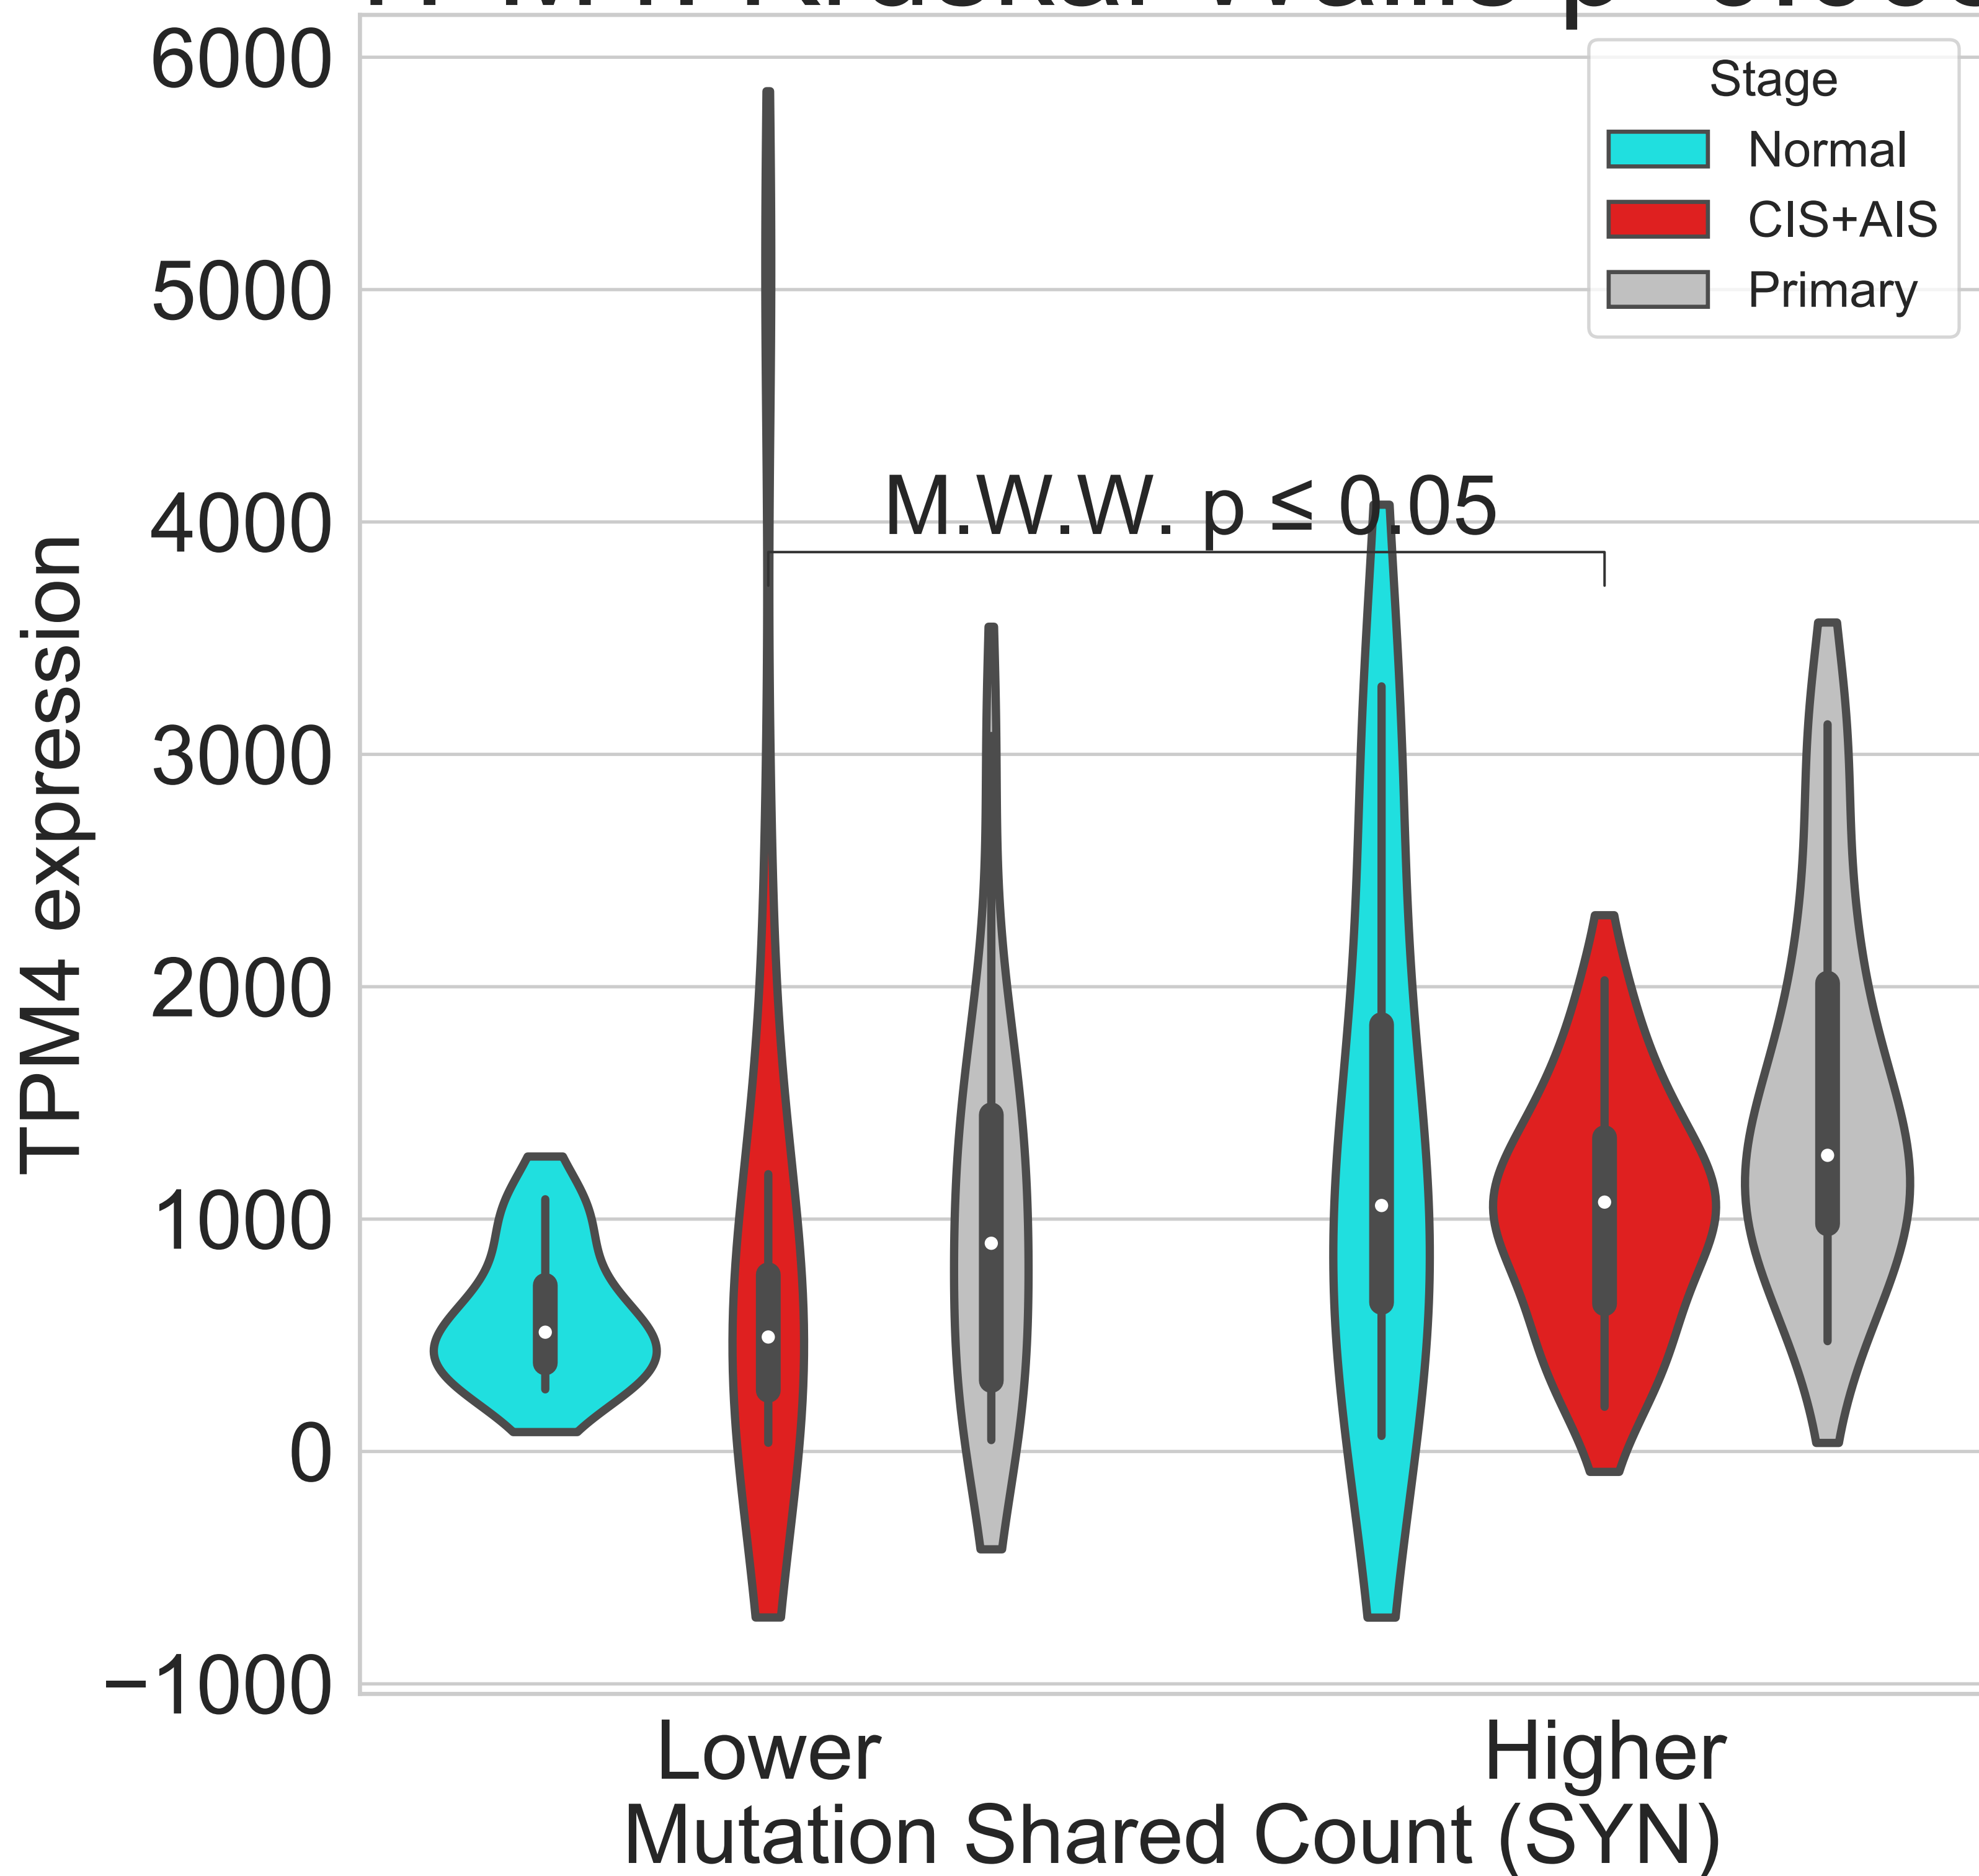 6000
5000
4000
3000
2000
1000
0
−1000
TPM4 expression
Stage
Normal
CIS+AIS
Primary
M.W.W. p ≤ 0.05
Lower
Higher
Mutation Shared Count (SYN)